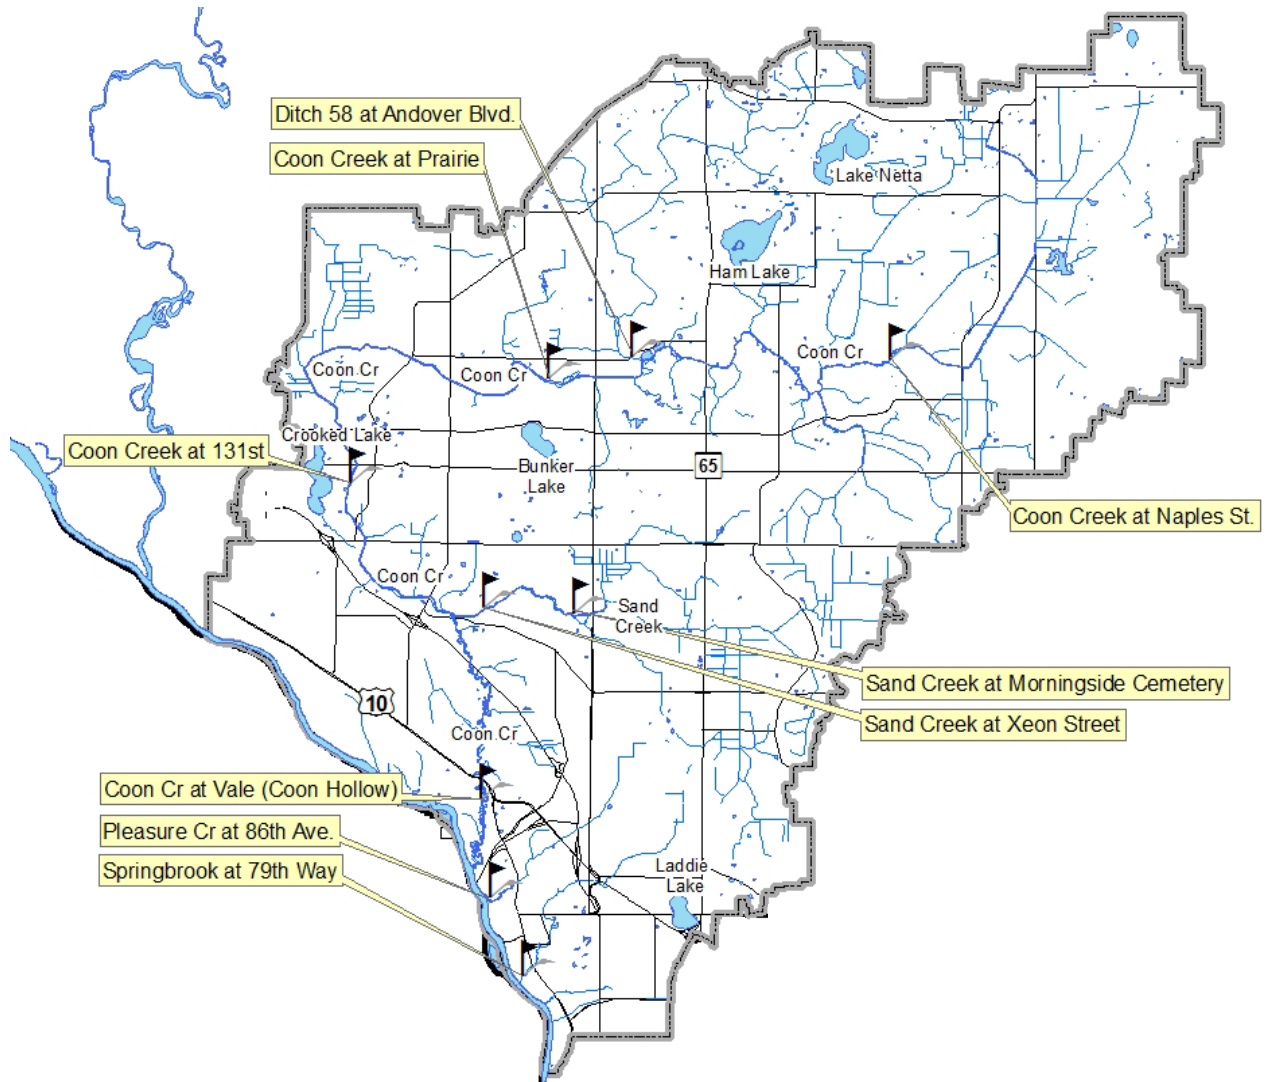 Ditch 58 at Andover Blvd.
Coon Creek at Prairie
Lake Netta
Ham Lake
Coon Cr
Coon Cr
Coon Cr
Crooked Lake
Coon Creek at 131st
Bunker
Lake
65
Coon Creek at Naples St.
Coon Cr
Sand
Creek
Sand Creek at Morningside Cemetery
10
Sand Creek at Xeon Street
Coon Cr
Coon Cr at Vale (Coon Hollow)
Pleasure Cr at 86th Ave.
Springbrook at 79th Way
Laddie
Lake